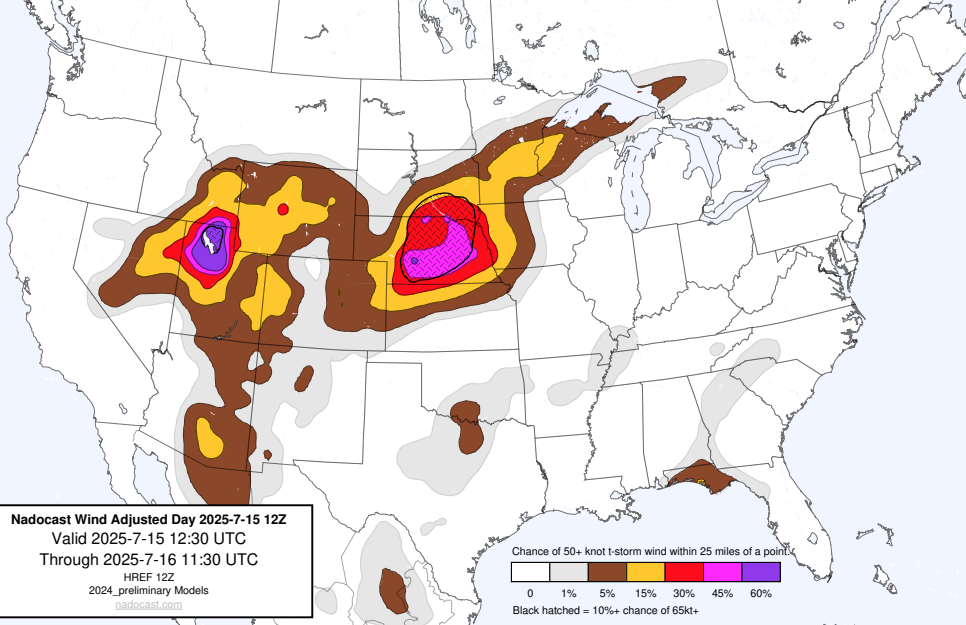 Nadocast Wind Adjusted Day 2025-7-15 12Z
Valid 2025-7-15 12:30 UTC
Through 2025-7-16 11:30 UTC
HREF 12Z
2024_preliminary Models
nadocast.com
Chance of 50+ knot t-storm wind within 25 miles of a point.
0 1% 5% 15% 30% 45% 60%
Black hatched = 10%+ chance of 65kt+